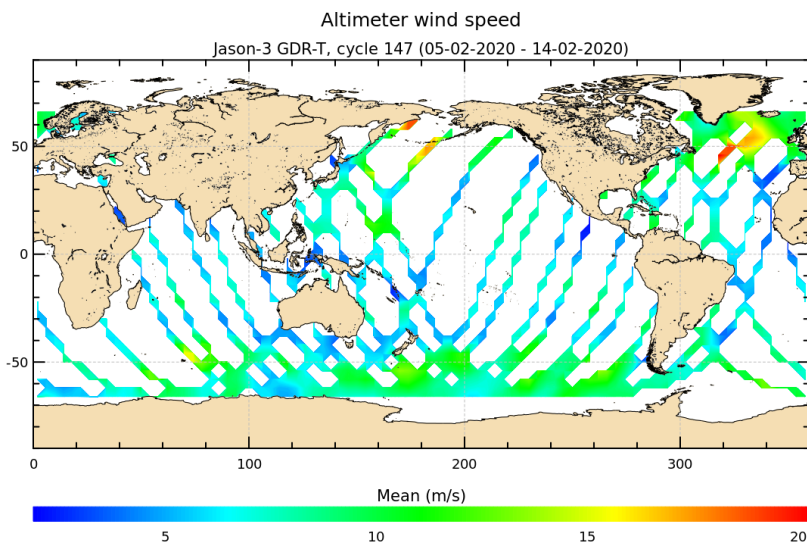 Altimeter wind speed
Jason-3 GDR-T, cycle 147 (05-02-2020 - 14-02-2020)
50
0
-50
0 100 200 300
Mean (m/s)
5 10 15 20